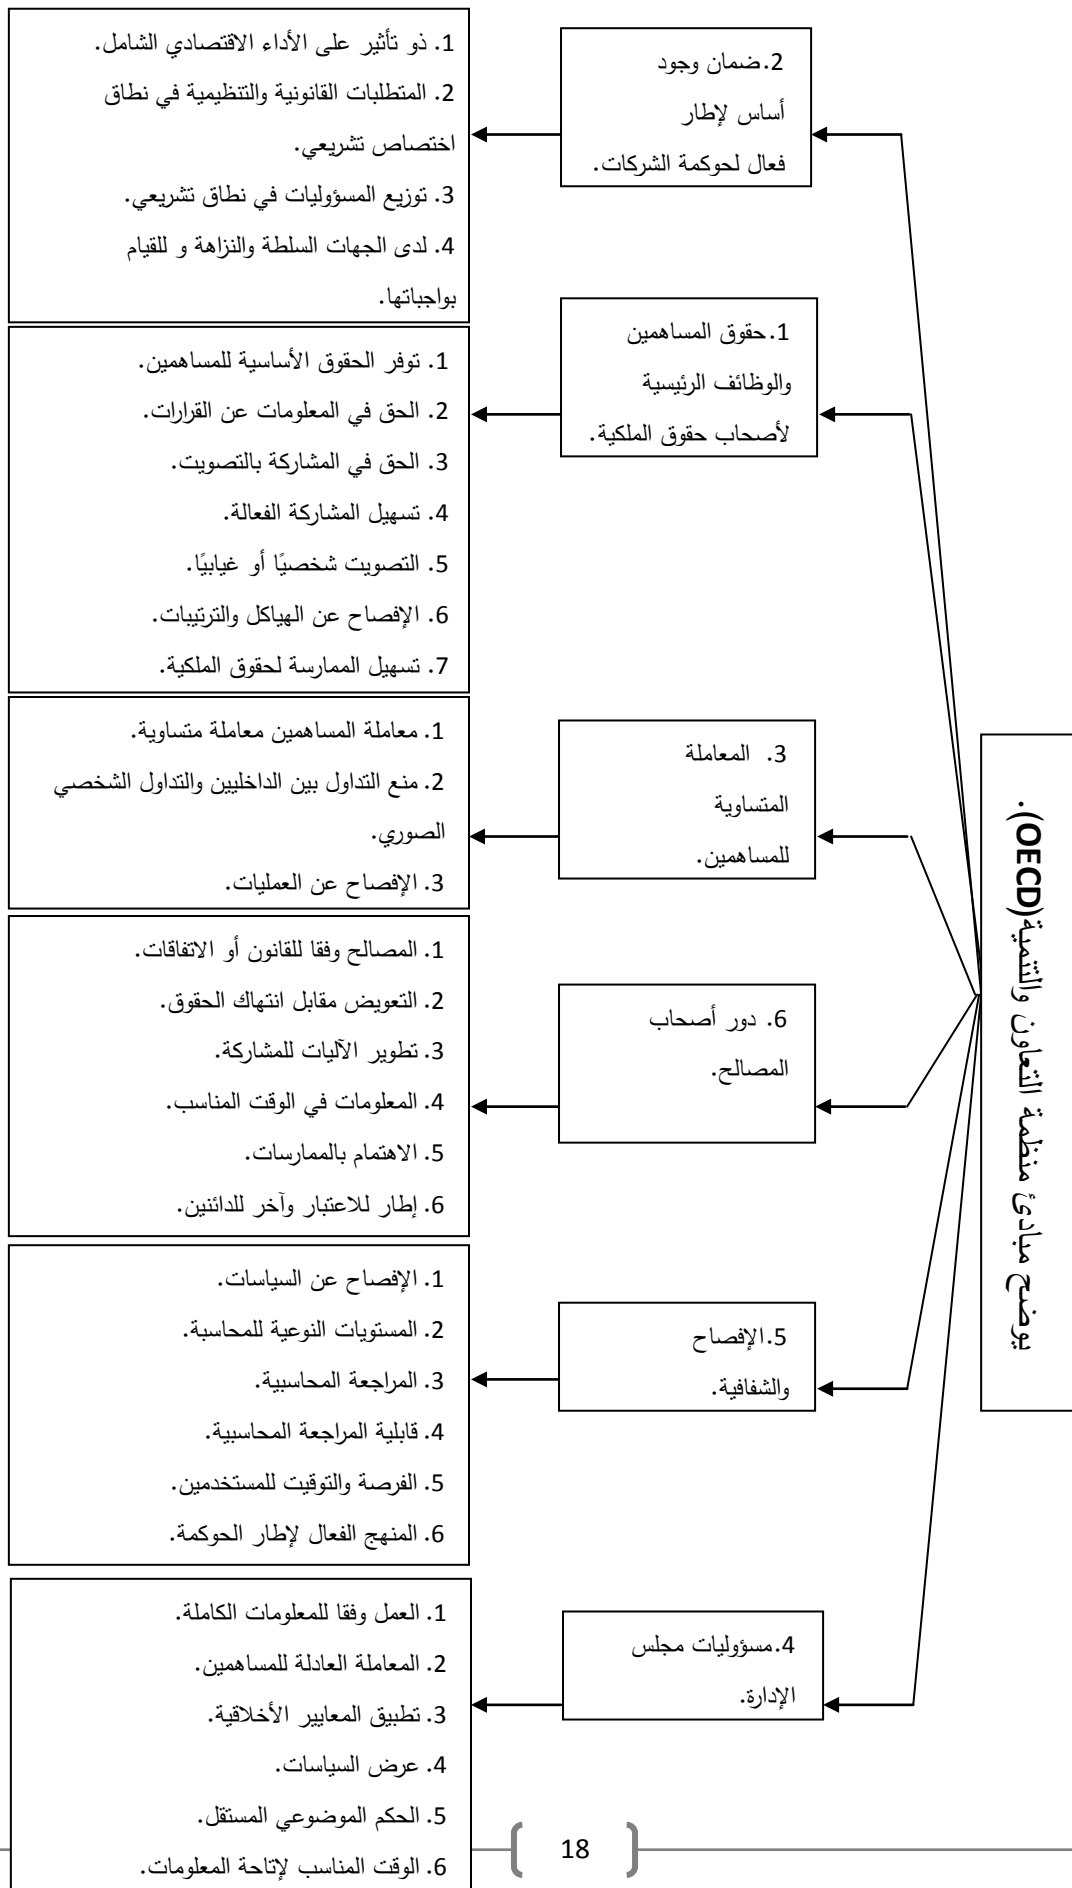 يوضح مبادئ منظمة التعاون والتنمية(OECD).
2.ضمان وجود
أساس لإطار
فعال لحوكمة الشركات.
1. ذو تأثير على الأداء الاقتصادي الشامل.
2. المتطلبات القانونية والتنظيمية في نطاق
اختصاص تشريعي.
3. توزيع المسؤوليات في نطاق تشريعي.
4. لدى الجهات السلطة والنزاهة و للقيام
بواجباتها.
1.حقوق المساهمين
والوظائف الرئيسية
لأصحاب حقوق الملكية.
1. توفر الحقوق الأساسية للمساهمين.
2. الحق في المعلومات عن القرارات.
3. الحق في المشاركة بالتصويت.
4. تسهيل المشاركة الفعالة.
5. التصويت شخصيًا أو غيابيًا.
6. الإفصاح عن الهياكل والترتيبات.
7. تسهيل الممارسة لحقوق الملكية.
3. المعاملة
المتساوية
للمساهمين.
1. معاملة المساهمين معاملة متساوية.
2. منع التداول بين الداخليين والتداول الشخصي
الصوري.
3. الإفصاح عن العمليات.
6. دور أصحاب
المصالح.
1. المصالح وفقا للقانون أو الاتفاقات.
2. التعويض مقابل انتهاك الحقوق.
3. تطوير الآليات للمشاركة.
4. المعلومات في الوقت المناسب.
5. الاهتمام بالممارسات.
6. إطار للاعتبار وآخر للدائنين.
5.الإفصاح
والشفافية.
1. الإفصاح عن السياسات.
2. المستويات النوعية للمحاسبة.
3. المراجعة المحاسبية.
4. قابلية المراجعة المحاسبية.
5. الفرصة والتوقيت للمستخدمين.
6. المنهج الفعال لإطار الحوكمة.
4.مسؤوليات مجلس
الإدارة.
1. العمل وفقا للمعلومات الكاملة.
2. المعاملة العادلة للمساهمين.
3. تطبيق المعايير الأخلاقية.
4. عرض السياسات.
5. الحكم الموضوعي المستقل.
6. الوقت المناسب لإتاحة المعلومات.
18